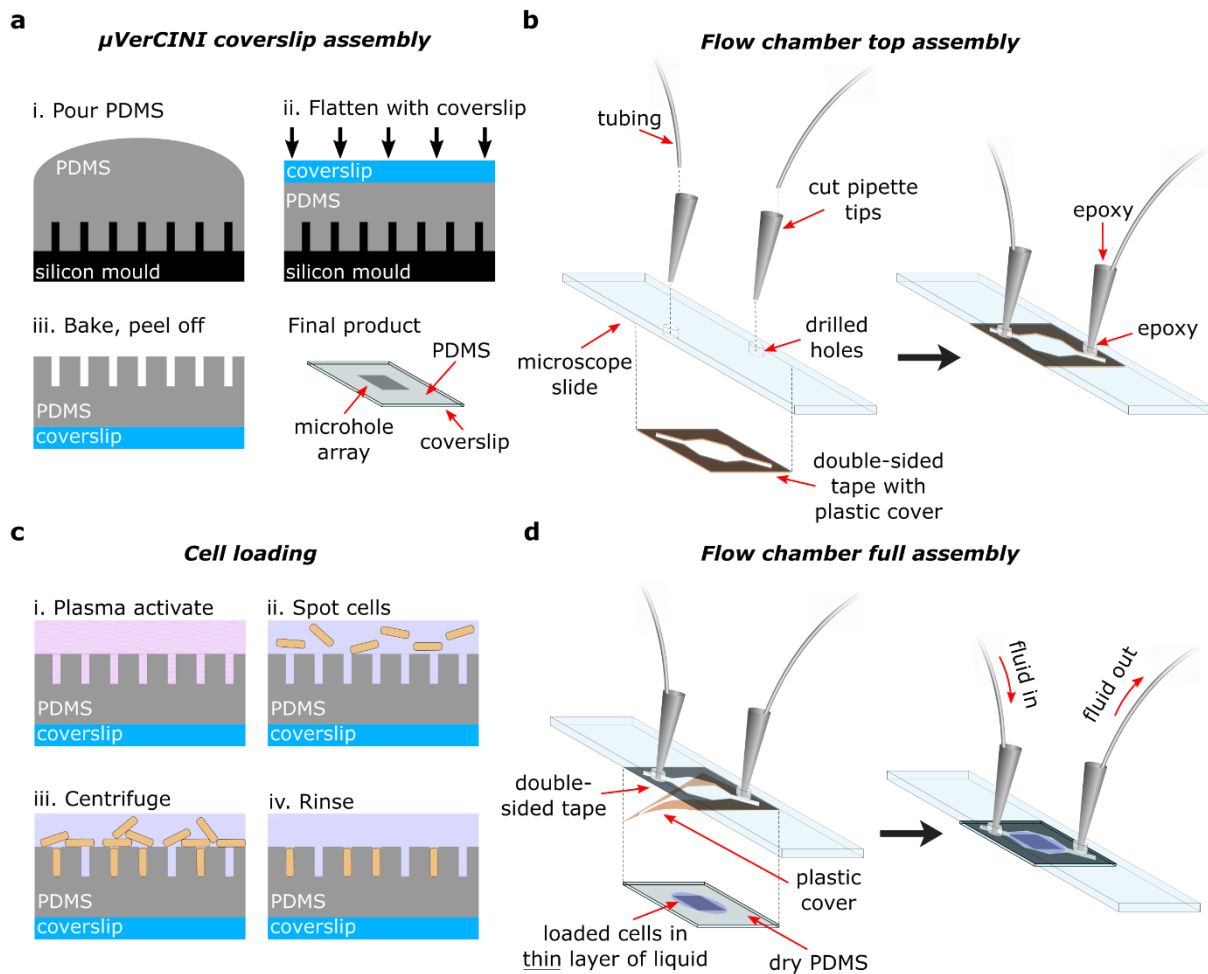 a
µVerCINI coverslip assembly
i. Pour PDMS
PDMS
silicon mould
ii. Flatten with coverslip
coverslip
PDMS
silicon mould
iii. Bake, peel off
PDMS
coverslip
Final product
PDMS
microhole
array
coverslip
b
Flow chamber top assembly
tubing
cut pipette
tips
microscope
slide
drilled
holes
double-sided
tape with
plastic cover
epoxy
epoxy
c
Cell loading
i. Plasma activate
PDMS
coverslip
ii. Spot cells
PDMS
coverslip
iii. Centrifuge
PDMS
coverslip
iv. Rinse
PDMS
coverslip
d
Flow chamber full assembly
double-
sided tape
plastic
cover
loaded cells in
thin layer of liquid
dry PDMS
fluid in
fluid out